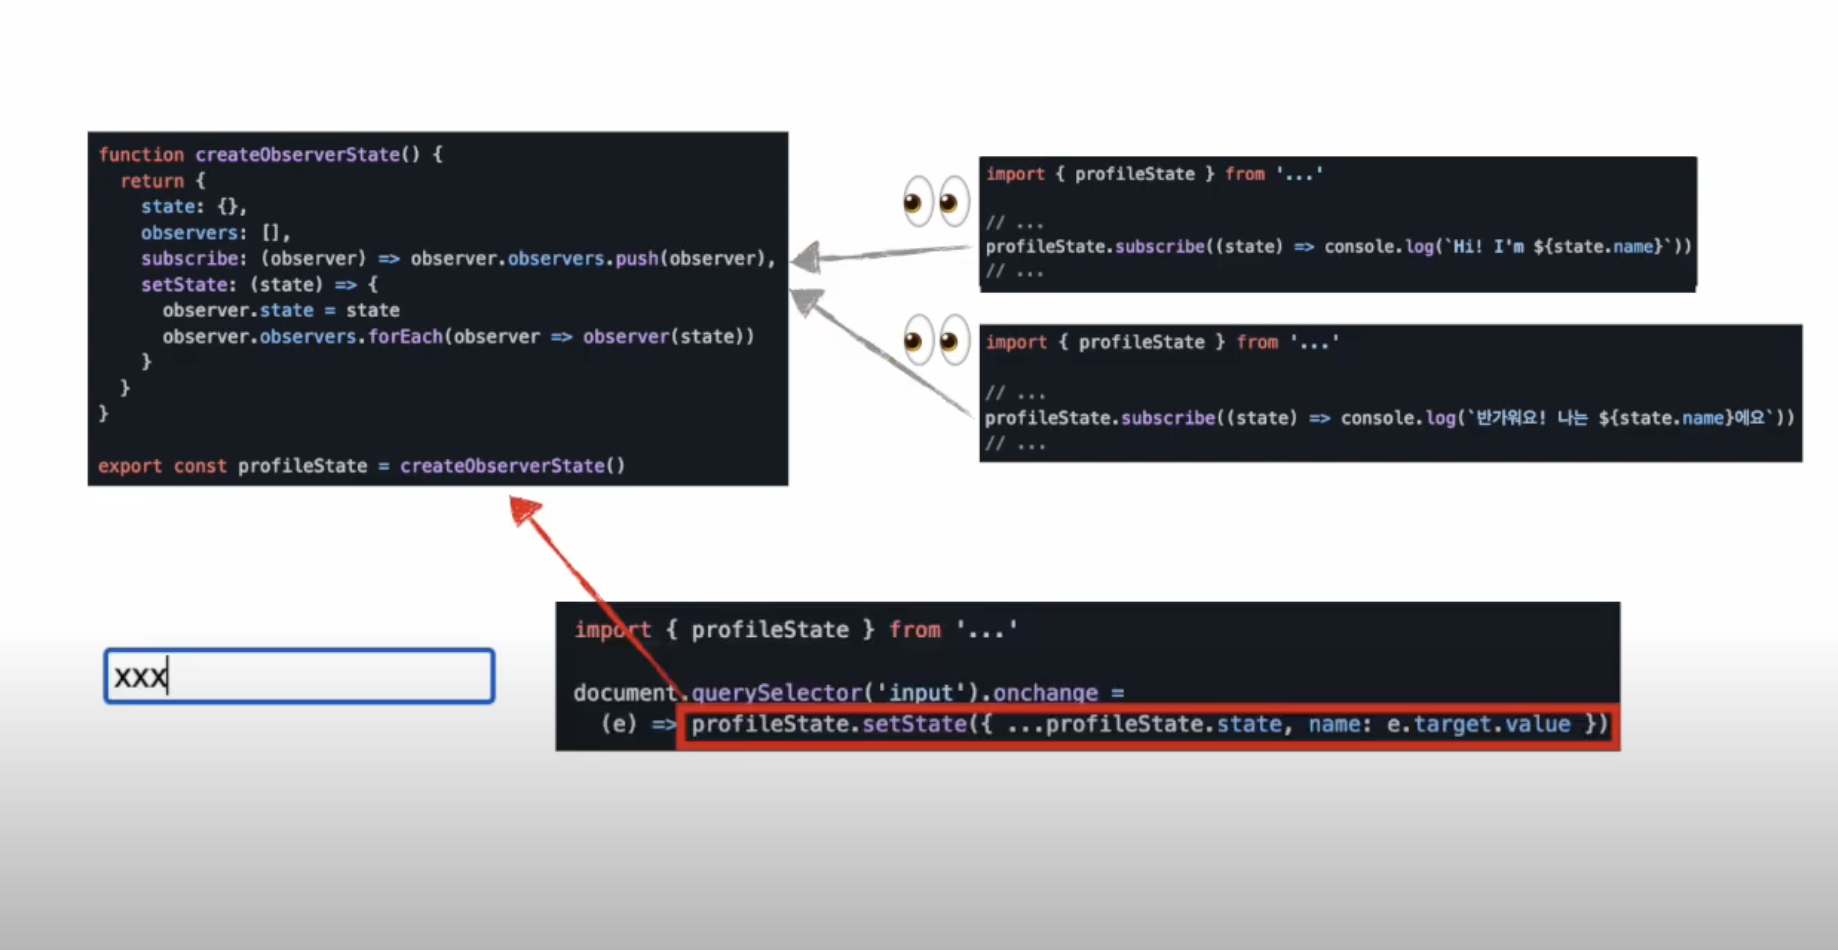 function createObserverState() {
  return {
    state: {},
    observers: [],
    subscribe: (observer) => observer.observers.push(observer),
    setState: (state) => {
      observer.state = state
      observer.observers.forEach(observer => observer(state))
    }
  }
}
export const profileState = createObserverState()
import { profileState } from '...'
// ...
profileState.subscribe((state) => console.log(`Hi! I'm ${state.name}`))
// ...
import { profileState } from '...'
// ...
profileState.subscribe((state) => console.log(`반가워요! 나는 ${state.name}에요`))
// ...
xxx
import { profileState } from '...'
document.querySelector('input').onchange =
  (e) => profileState.setState({ ...profileState.state, name: e.target.value })